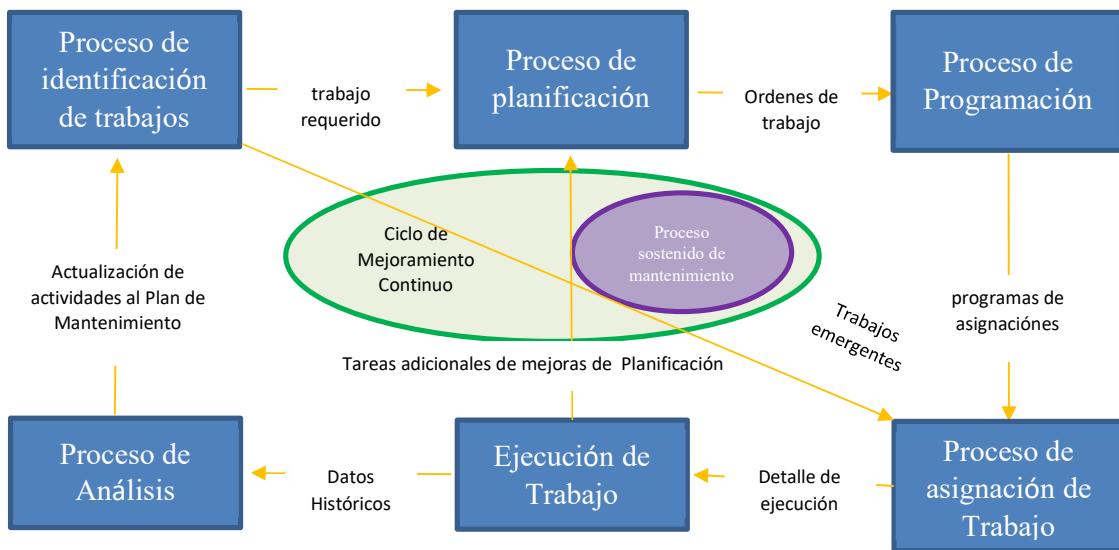 Proceso de
identificación
de trabajos
trabajo
requerido
Proceso de
planificación
Ordenes de
trabajo
Proceso de
Programación
Ciclo de
Mejoramiento
Continuo
Proceso
sostenido de
mantenimiento
Actualización de
actividades al Plan de
Mantenimiento
programas de
asignaciónes
Trabajos
emergentes
Tareas adicionales de mejoras de Planificación
Proceso de
Análisis
Datos
Históricos
Ejecución de
Trabajo
Detalle de
ejecución
Proceso de
asignación de
Trabajo